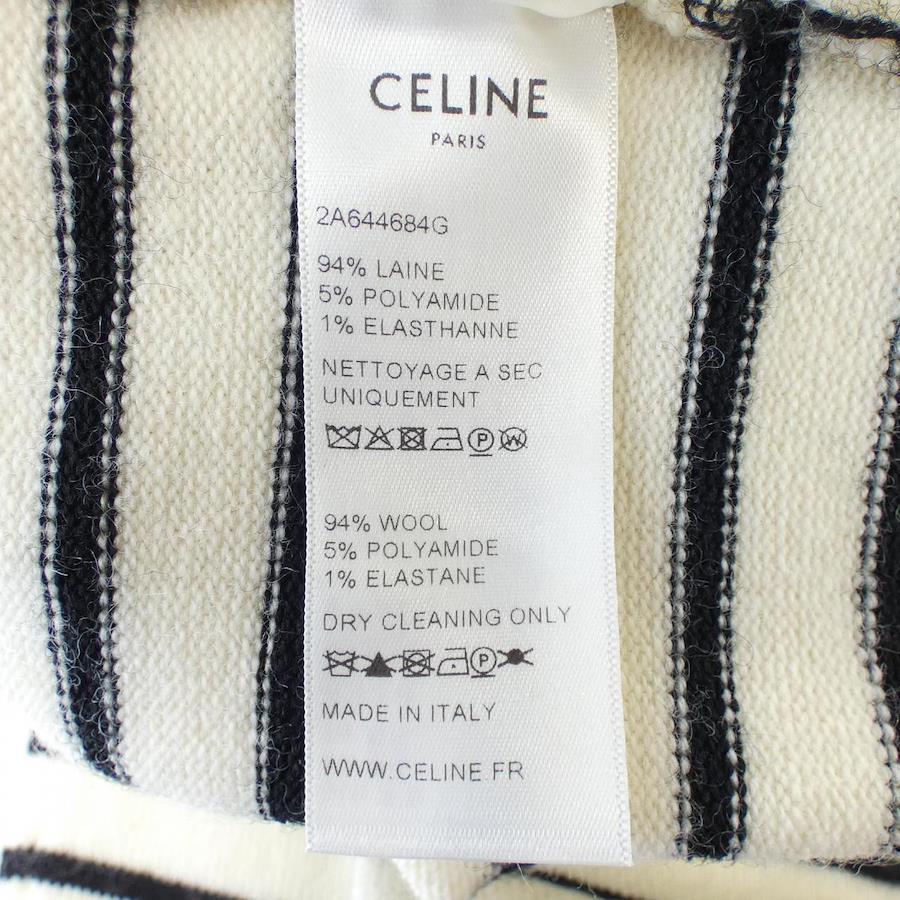 CELINE
PARIS
2A644684G
94% LAINE
5% POLYAMIDE
1% ELASTHANNE
NETTOYAGE A SEC
UNIQUEMENT
P W
94% WOOL
5% POLYAMIDE
1% ELASTANE
DRY CLEANING ONLY
P
MADE IN ITALY
WWW.CELINE.FR